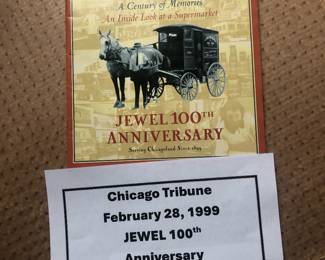 A Century of Memories
An Inside Look at a Supermarket
JEWEL 100TH
ANNIVERSARY
Serving Chicagoland Since 1899
Chicago Tribune
February 28, 1999
JEWEL 100th
Anniversary